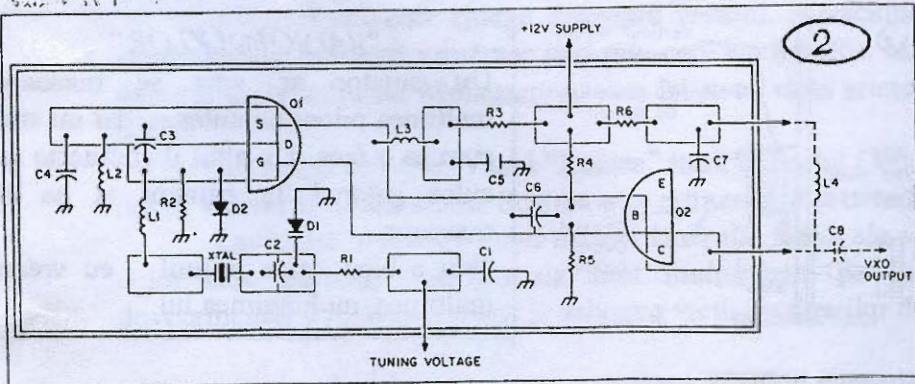 +12V SUPPLY
2
Q1
S
D
G
C3
C4
L2
L1
R2
D2
L3
C5
D1
R3
R4
R6
C7
C6
E
B
C
Q2
R5
L4
C8
VXO
OUTPUT
XTAL
C2
R1
C1
TUNING VOLTAGE